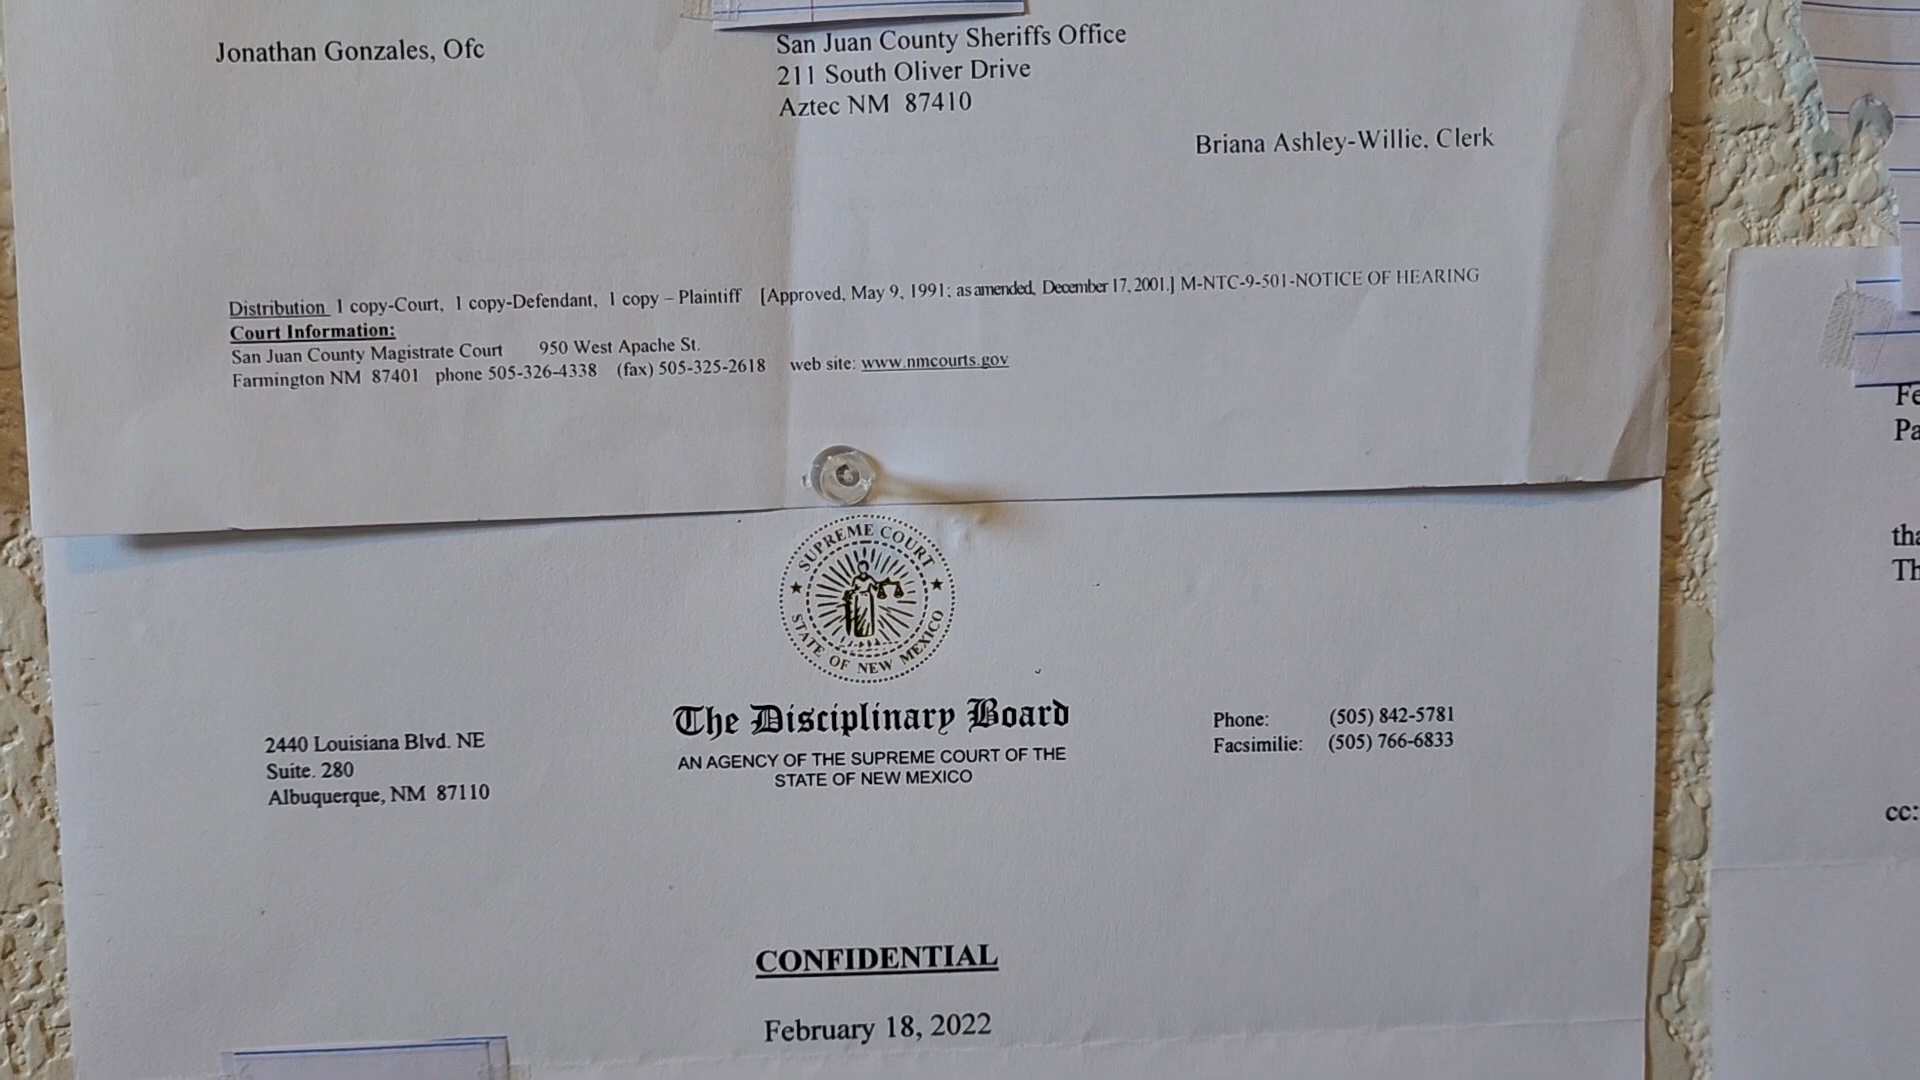 Jonathan Gonzales, Ofc
San Juan County Sheriffs Office
211 South Oliver Drive
Aztec NM 87410
Briana Ashley-Willie, Clerk
Distribution 1 copy-Court, 1 copy-Defendant, 1 copy – Plaintiff [Approved, May 9, 1991; as amended, December 17, 2001.] M-NTC-9-501-NOTICE OF HEARING
Court Information:
San Juan County Magistrate Court 950 West Apache St.
Farmington NM 87401 phone 505-326-4338 (fax) 505-325-2618 web site: www.nmcourts.gov
SUPREME COURT
STATE OF NEW MEXICO
The Disciplinary Board
AN AGENCY OF THE SUPREME COURT OF THE
STATE OF NEW MEXICO
2440 Louisiana Blvd. NE
Suite. 280
Albuquerque, NM 87110
Phone: (505) 842-5781
Facsimilie: (505) 766-6833
CONFIDENTIAL
February 18, 2022
Fe
Pa
tha
Th
cc: